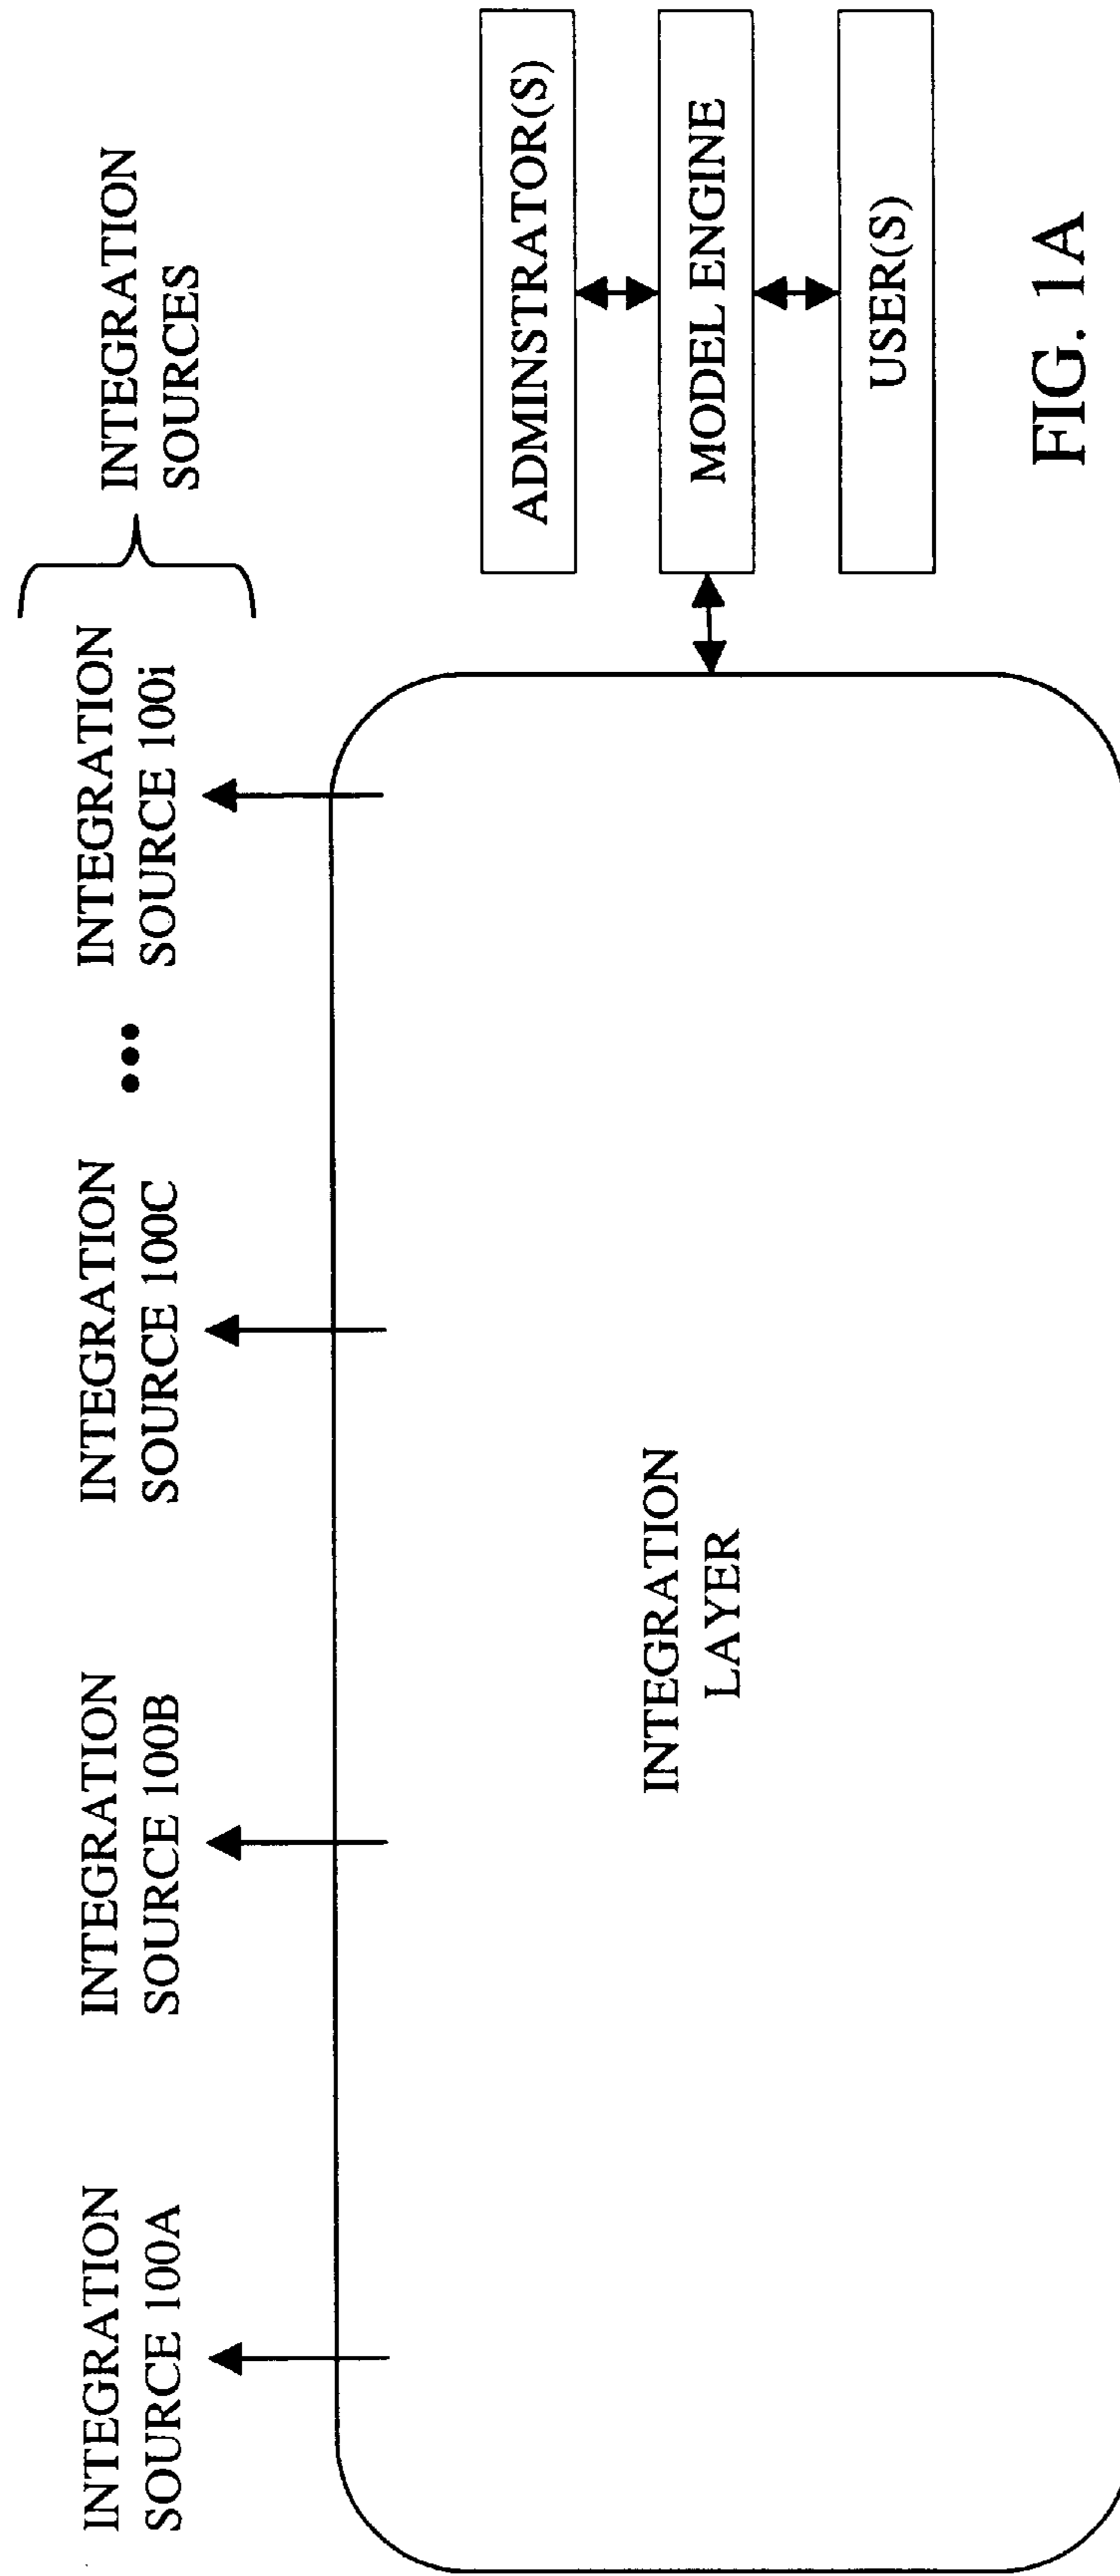 INTEGRATION
SOURCE 100A
INTEGRATION
SOURCE 100B
INTEGRATION
SOURCE 100C
•••
INTEGRATION
SOURCE 100i
INTEGRATION
SOURCES
INTEGRATION
LAYER
ADMINSTRATOR(S)
MODEL ENGINE
USER(S)
FIG. 1A